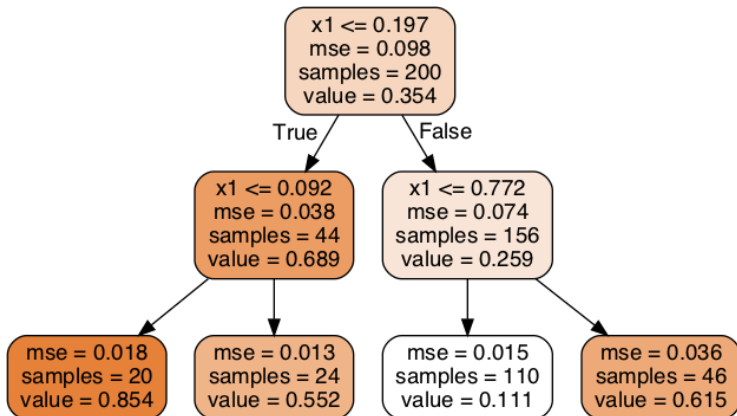 x1 <= 0.197
mse = 0.098
samples = 200
value = 0.354
True
False
x1 <= 0.092
mse = 0.038
samples = 44
value = 0.689
x1 <= 0.772
mse = 0.074
samples = 156
value = 0.259
mse = 0.018
samples = 20
value = 0.854
mse = 0.013
samples = 24
value = 0.552
mse = 0.015
samples = 110
value = 0.111
mse = 0.036
samples = 46
value = 0.615